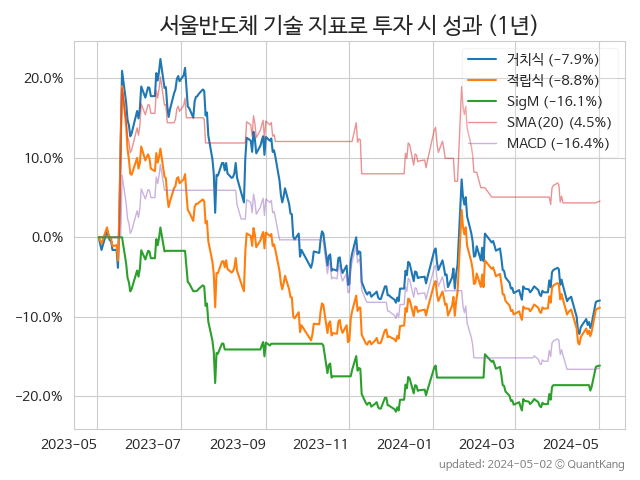 서울반도체 기술 지표로 투자 시 성과 (1년)
거치식 (−7.9%)
적립식 (−8.8%)
SigM (−16.1%)
SMA(20) (4.5%)
MACD (−16.4%)
20.0%
10.0%
0.0%
−10.0%
−20.0%
2023-05 2023-07 2023-09 2023-11 2024-01 2024-03 2024-05
updated: 2024-05-02 © QuantKang